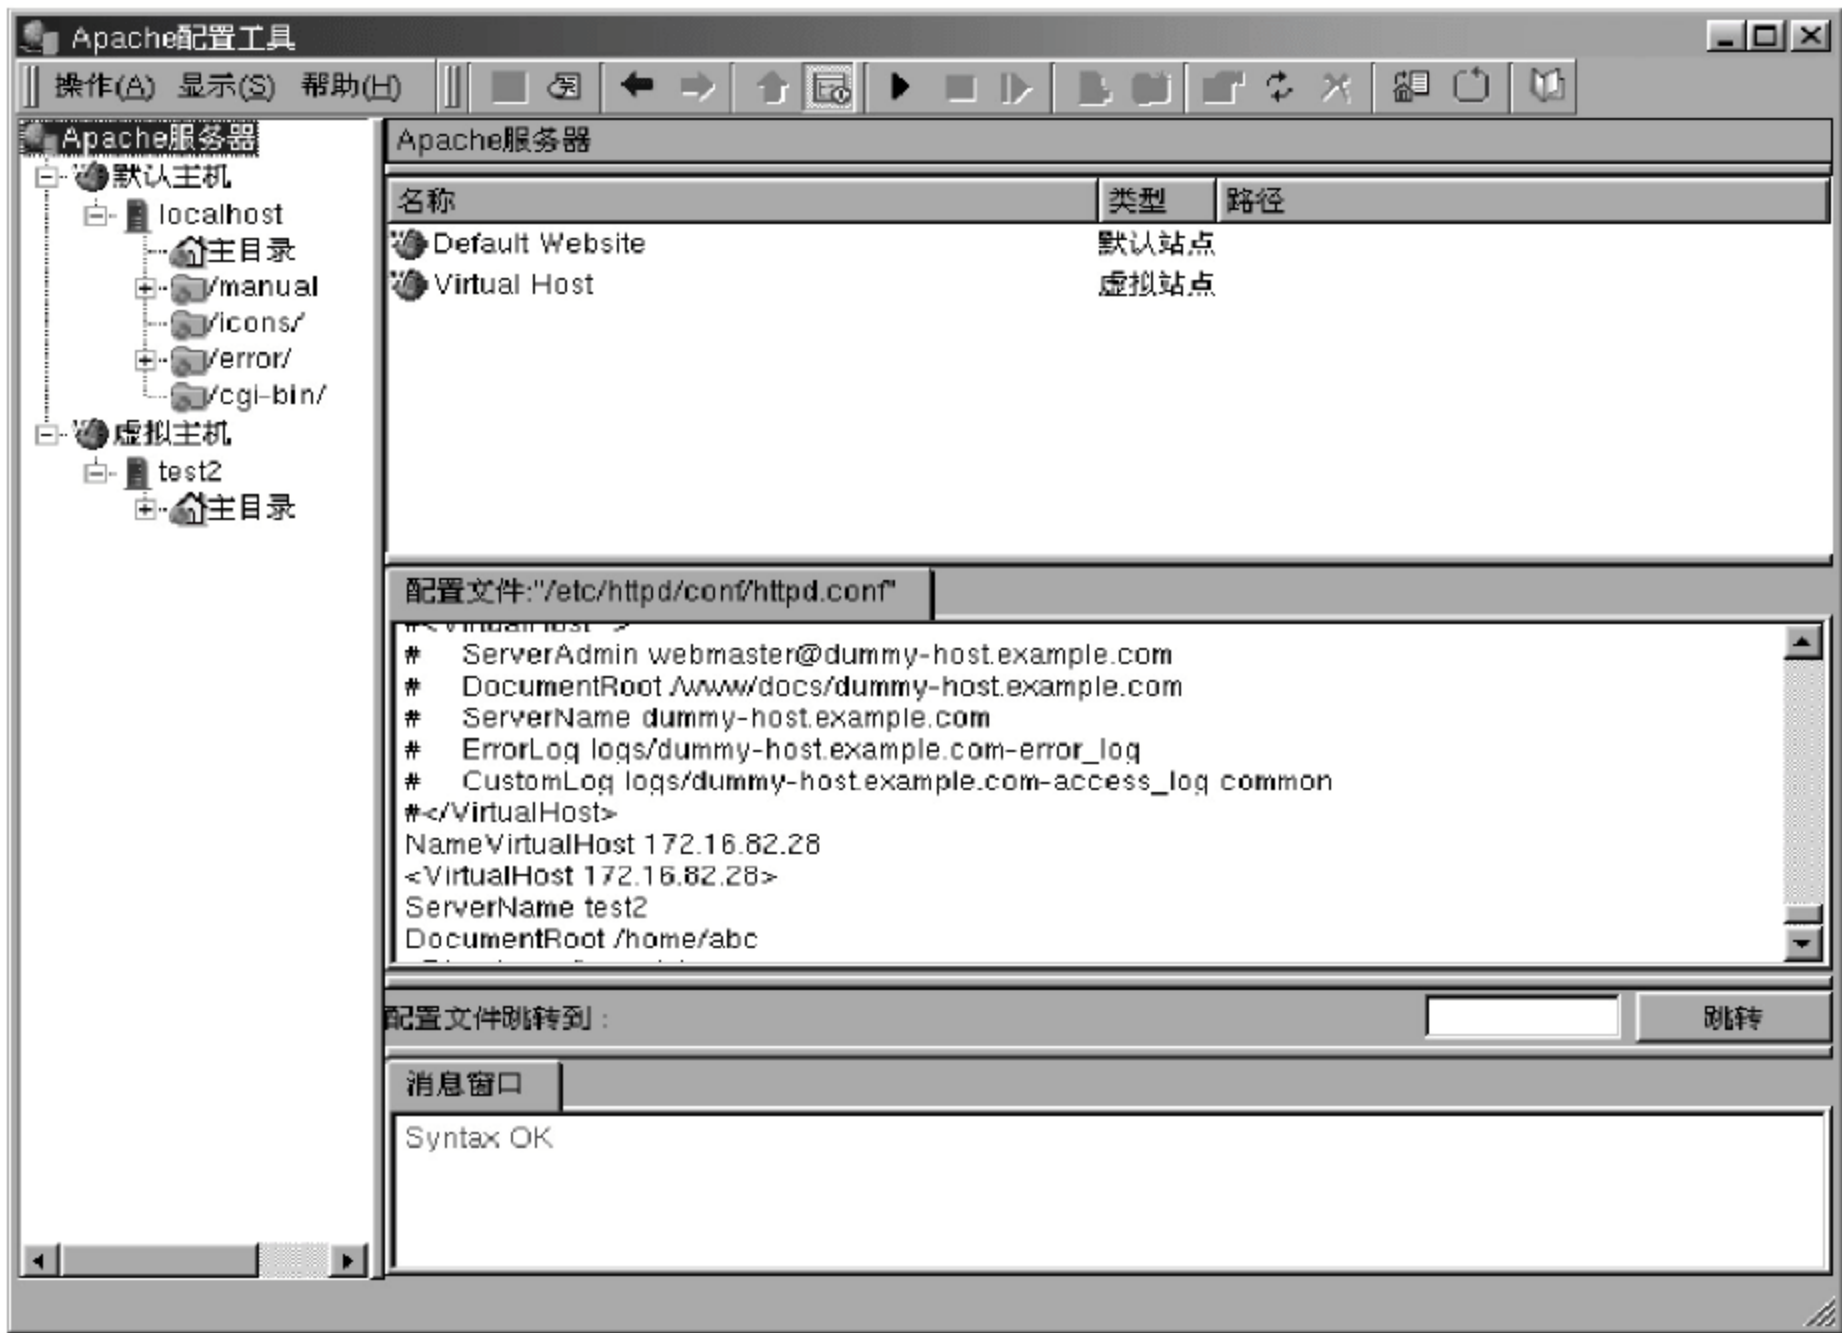 Apache配置工具
操作(A) 显示(S) 帮助(H)
Apache服务器
默认主机
localhost
主目录
/manual
/icons/
/error/
/cgi-bin/
虚拟主机
test2
主目录
Apache服务器
名称 类型 路径
Default Website 默认站点
Virtual Host 虚拟站点
配置文件:"/etc/httpd/conf/httpd.conf"
# ServerAdmin webmaster@dummy-host.example.com
# DocumentRoot /www/docs/dummy-host.example.com
# ServerName dummy-host.example.com
# ErrorLog logs/dummy-host.example.com-error_log
# CustomLog logs/dummy-host.example.com-access_log common
#</VirtualHost>
NameVirtualHost 172.16.82.28
<VirtualHost 172.16.82.28>
ServerName test2
DocumentRoot /home/abc
配置文件跳转到: 跳转
消息窗口
Syntax OK